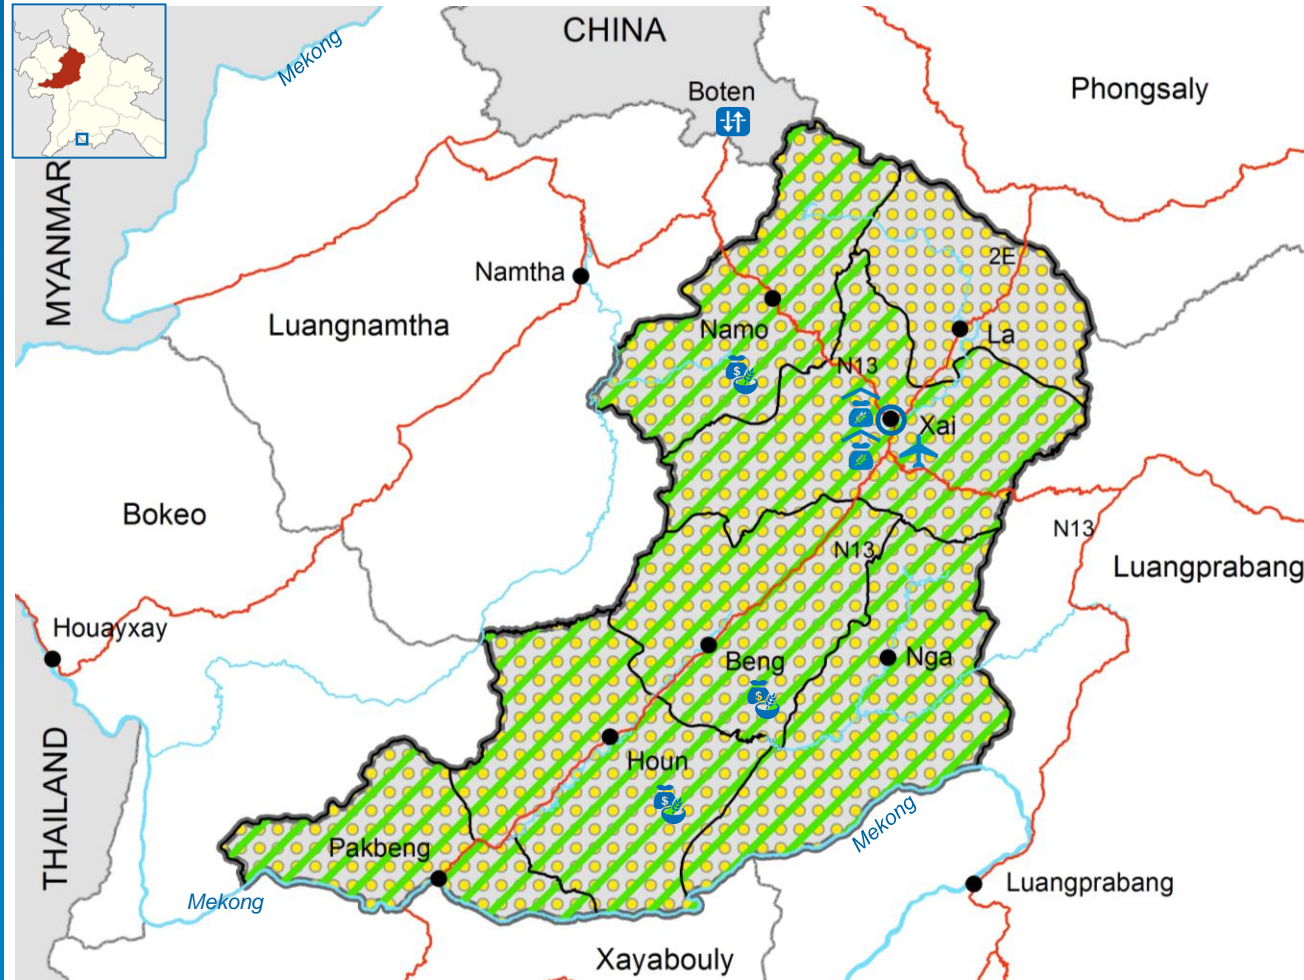 CHINA
Mekong
Boten
Phongsaly
MYANMAR
2E
Namtha
Luangnamtha
Namo
La
N13
Xai
Bokeo
N13
N13
Luangprabang
Houayxay
Beng
Nga
THAILAND
Houn
Mekong
Pakbeng
Luangprabang
Mekong
Xayabouly